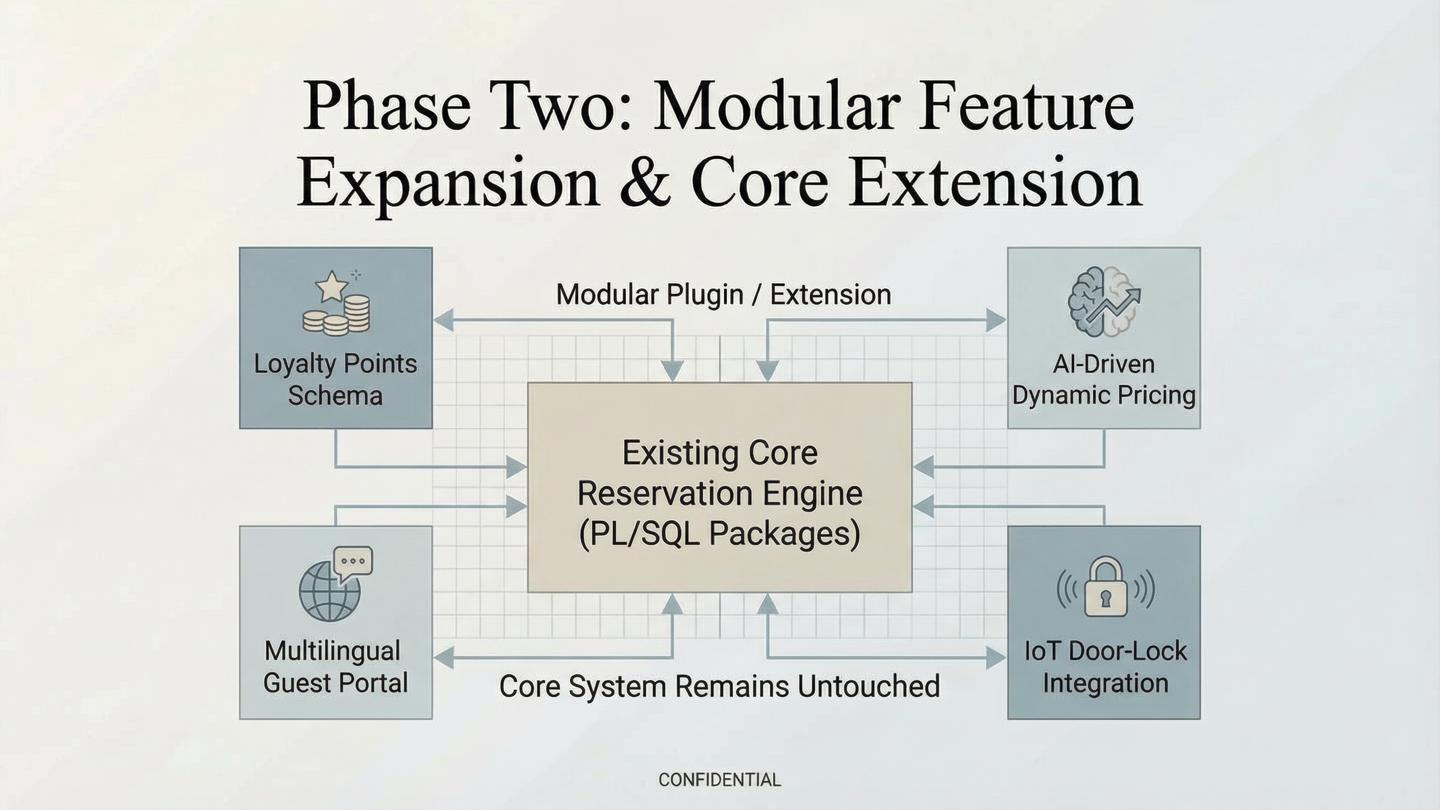 Phase Two: Modular Feature
Expansion & Core Extension
Loyalty Points
Schema
Modular Plugin / Extension
AI-Driven
Dynamic Pricing
Existing Core
Reservation Engine
(PL/SQL Packages)
Multilingual
Guest Portal
Core System Remains Untouched
IoT Door-Lock
Integration
CONFIDENTIAL